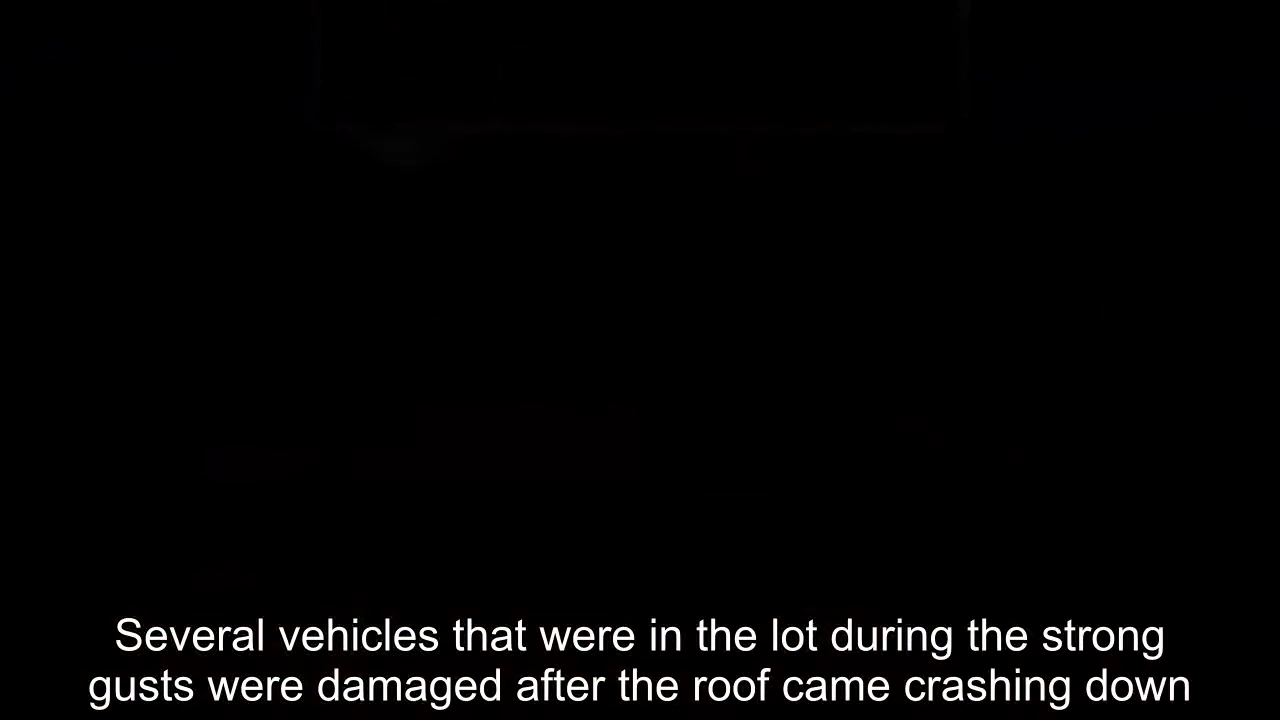 Several vehicles that were in the lot during the strong
gusts were damaged after the roof came crashing down